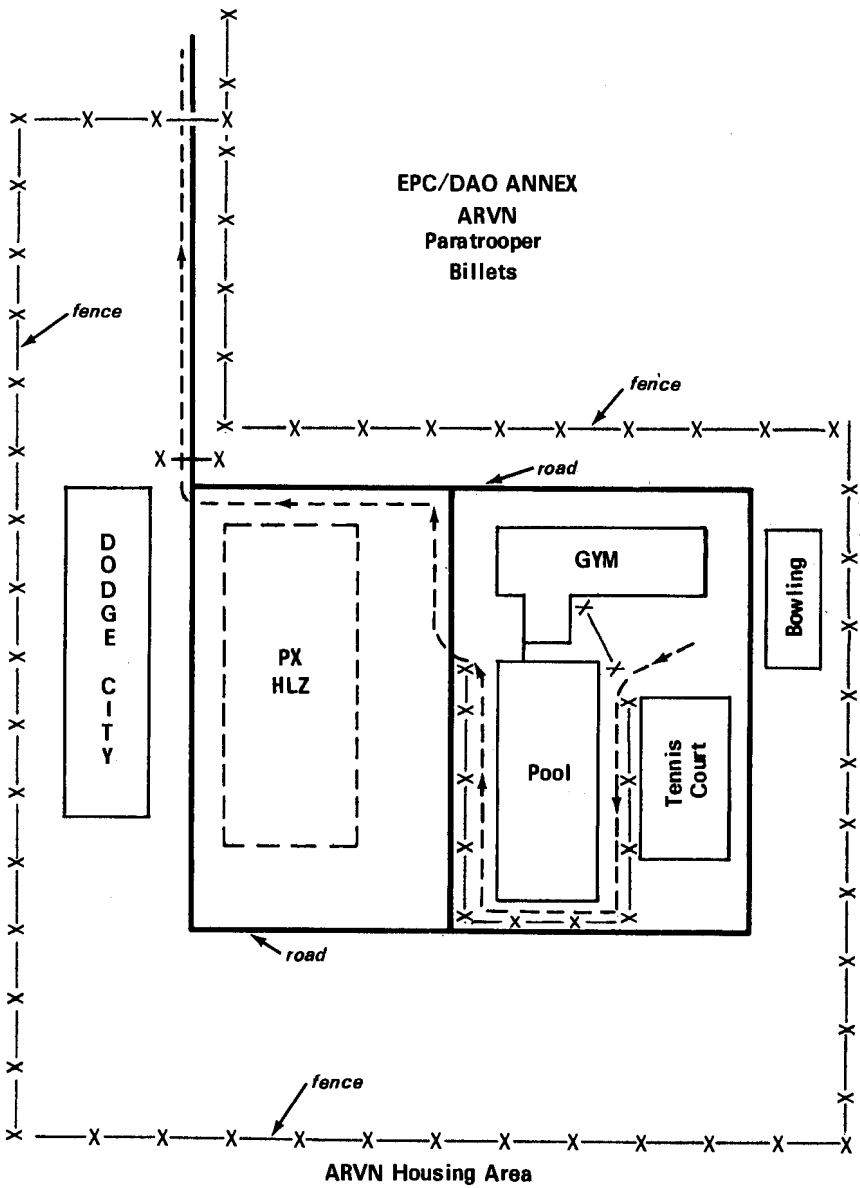 EPC/DAO ANNEX
ARVN
Paratrooper
Billets
fence
fence
road
DODGE CITY
GYM
Bowling
PX
HLZ
Pool
Tennis
Court
road
fence
ARVN Housing Area